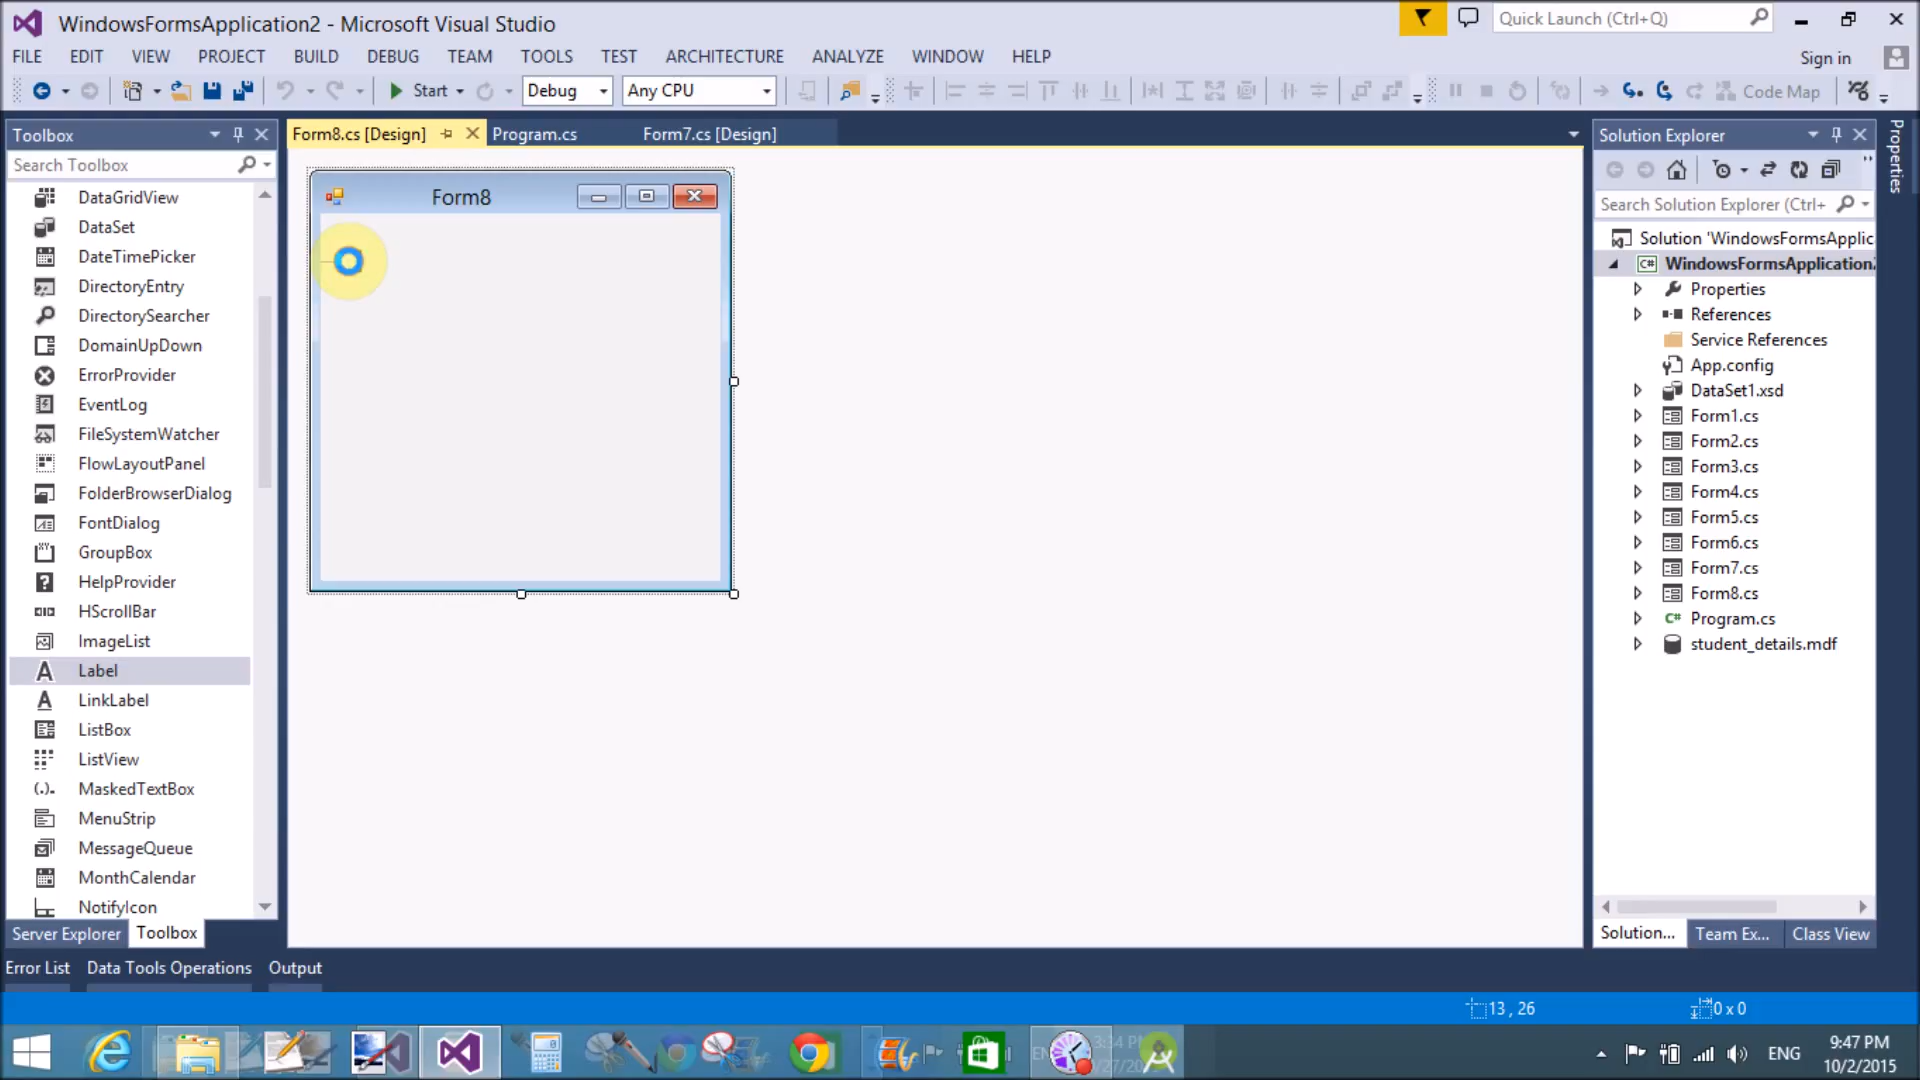 WindowsFormsApplication2 - Microsoft Visual Studio
Quick Launch (Ctrl+Q)
FILE EDIT VIEW PROJECT BUILD DEBUG TEAM TOOLS TEST ARCHITECTURE ANALYZE WINDOW HELP
Sign in
Start Debug Any CPU Code Map
Toolbox
Search Toolbox
DataGridView
DataSet
DateTimePicker
DirectoryEntry
DirectorySearcher
DomainUpDown
ErrorProvider
EventLog
FileSystemWatcher
FlowLayoutPanel
FolderBrowserDialog
FontDialog
GroupBox
HelpProvider
HScrollBar
ImageList
Label
LinkLabel
ListBox
ListView
MaskedTextBox
MenuStrip
MessageQueue
MonthCalendar
NotifyIcon
Server Explorer Toolbox
Form8.cs [Design] Program.cs Form7.cs [Design]
Form8
Solution Explorer
Search Solution Explorer (Ctrl+
Solution 'WindowsFormsApplic
WindowsFormsApplication
Properties
References
Service References
App.config
DataSet1.xsd
Form1.cs
Form2.cs
Form3.cs
Form4.cs
Form5.cs
Form6.cs
Form7.cs
Form8.cs
Program.cs
student_details.mdf
Solution... Team Ex... Class View
Properties
Error List Data Tools Operations Output
13 , 26 0 x 0
ENG
9:47 PM
10/2/2015